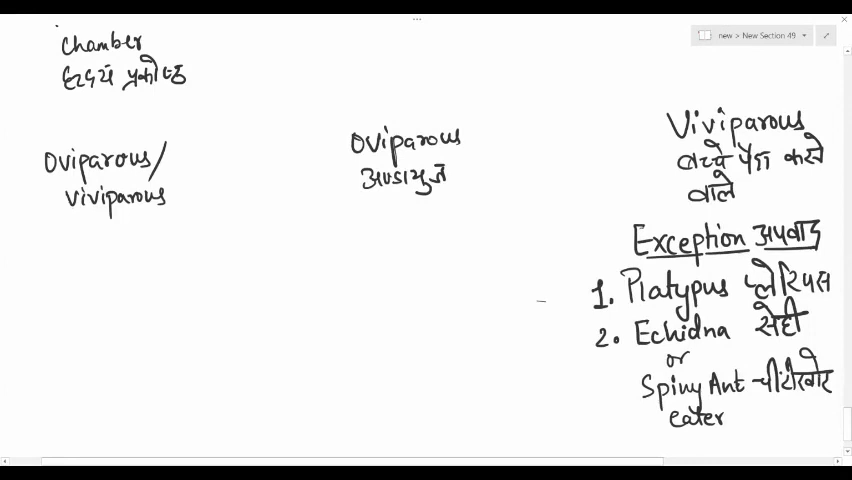 new > New Section 49
chamber
हृदय प्रकोष्ठ
Oviparous/
viviparous
Oviparous
अण्डायुजे
Viviparous
बच्चे पैदा करने
वाले
Exception अपवाद
1. Platypus प्लेटिपस
2. Echidna सेही
or
Spiny Ant चींटीखोर
eater